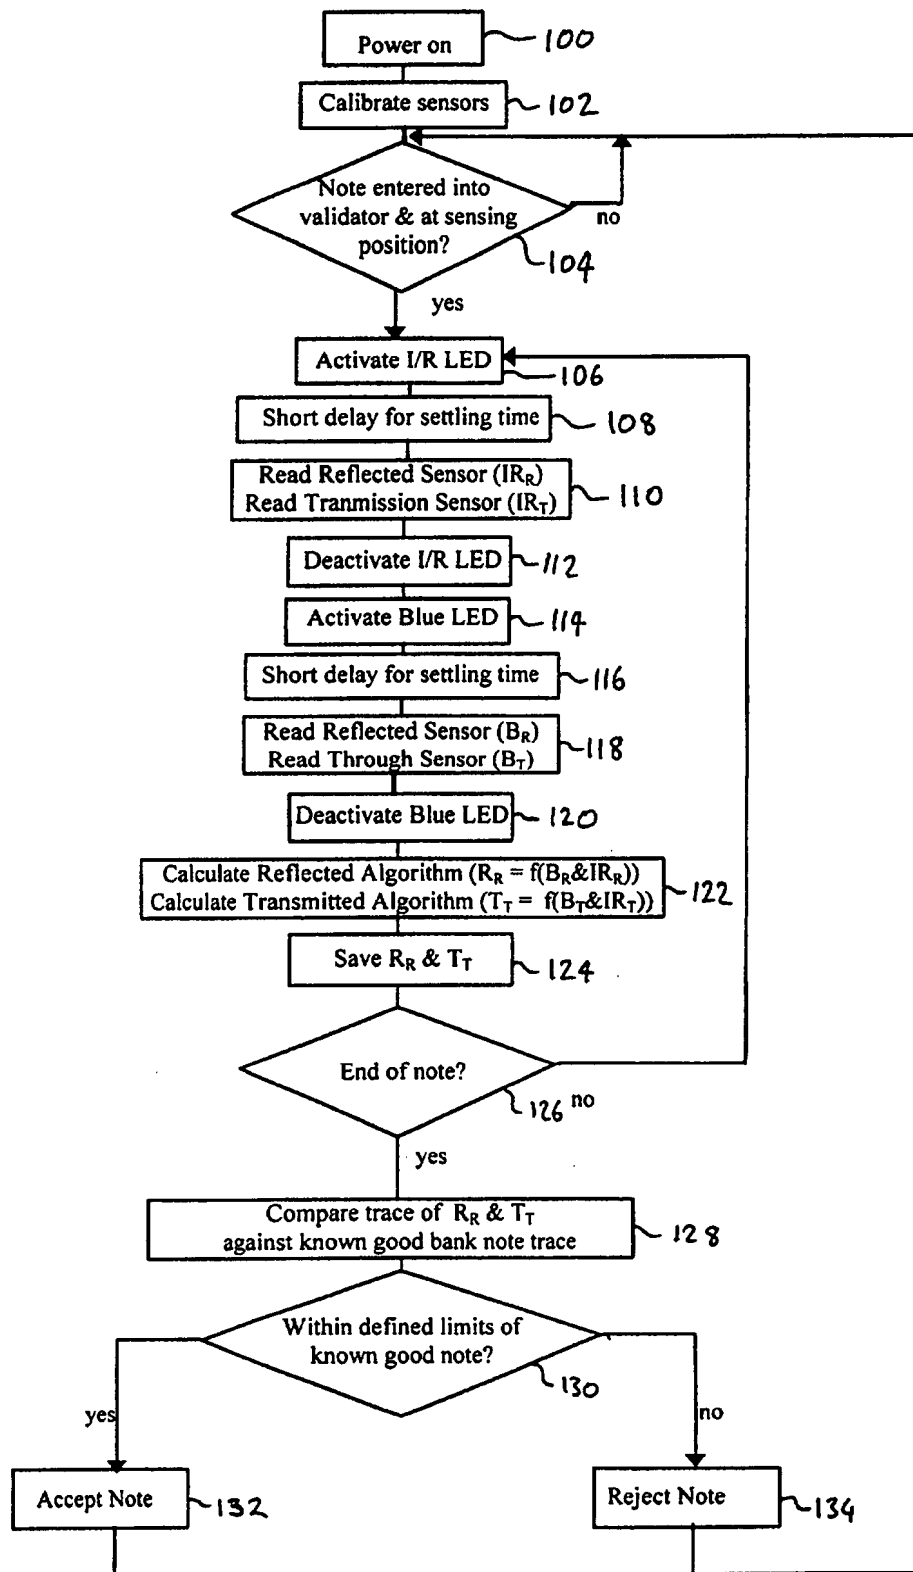 Power on
100
Calibrate sensors
102
Note entered into
validator & at sensing
position?
no
104
yes
Activate I/R LED
106
Short delay for settling time
108
Read Reflected Sensor (IR_R)
Read Tranmission Sensor (IR_T)
110
Deactivate I/R LED
112
Activate Blue LED
114
Short delay for settling time
116
Read Reflected Sensor (B_R)
Read Through Sensor (B_T)
118
Deactivate Blue LED
120
Calculate Reflected Algorithm (R_R = f(B_R&IR_R))
Calculate Transmitted Algorithm (T_T = f(B_T&IR_T))
122
Save R_R & T_T
124
End of note?
126
no
yes
Compare trace of R_R & T_T
against known good bank note trace
128
Within defined limits of
known good note?
130
yes
no
Accept Note
132
Reject Note
134